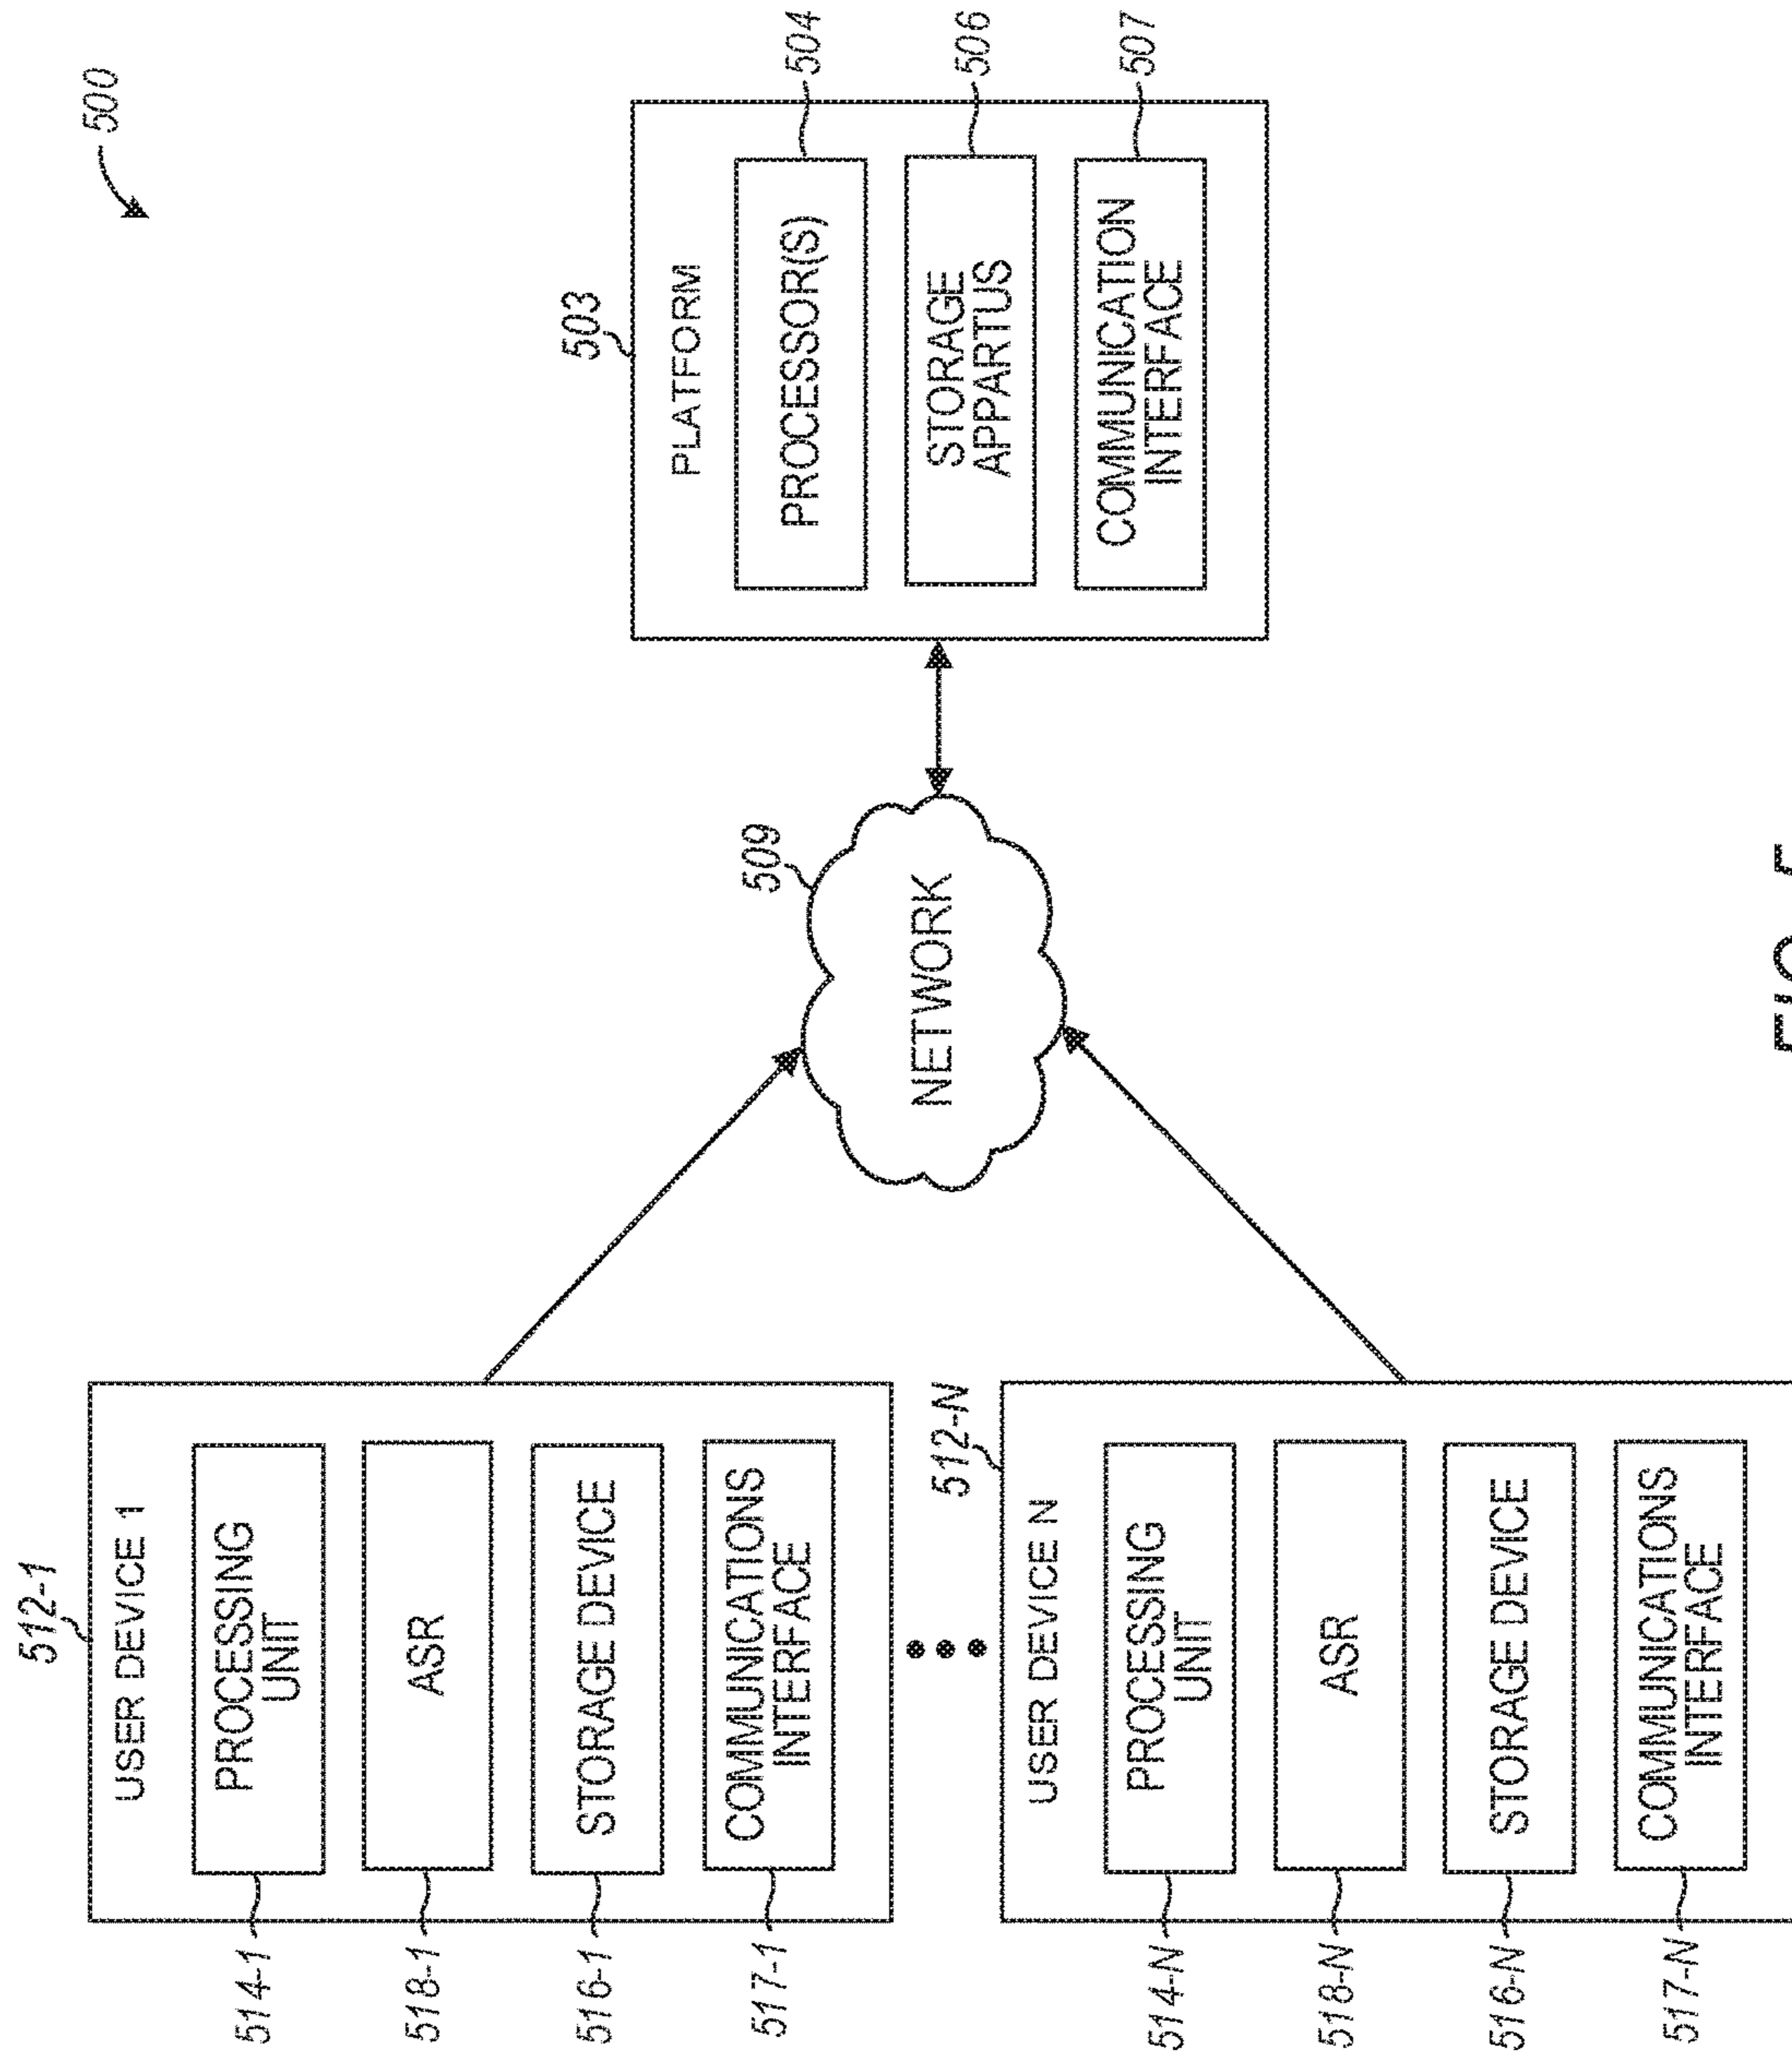 500
512-1
USER DEVICE 1
514-1
PROCESSING
UNIT
518-1
ASR
516-1
STORAGE DEVICE
517-1
COMMUNICATIONS
INTERFACE
512-N
USER DEVICE N
514-N
PROCESSING
UNIT
518-N
ASR
516-N
STORAGE DEVICE
517-N
COMMUNICATIONS
INTERFACE
509
NETWORK
503
PLATFORM
PROCESSOR(S)
504
STORAGE
APPARTUS
506
COMMUNICATION
INTERFACE
507